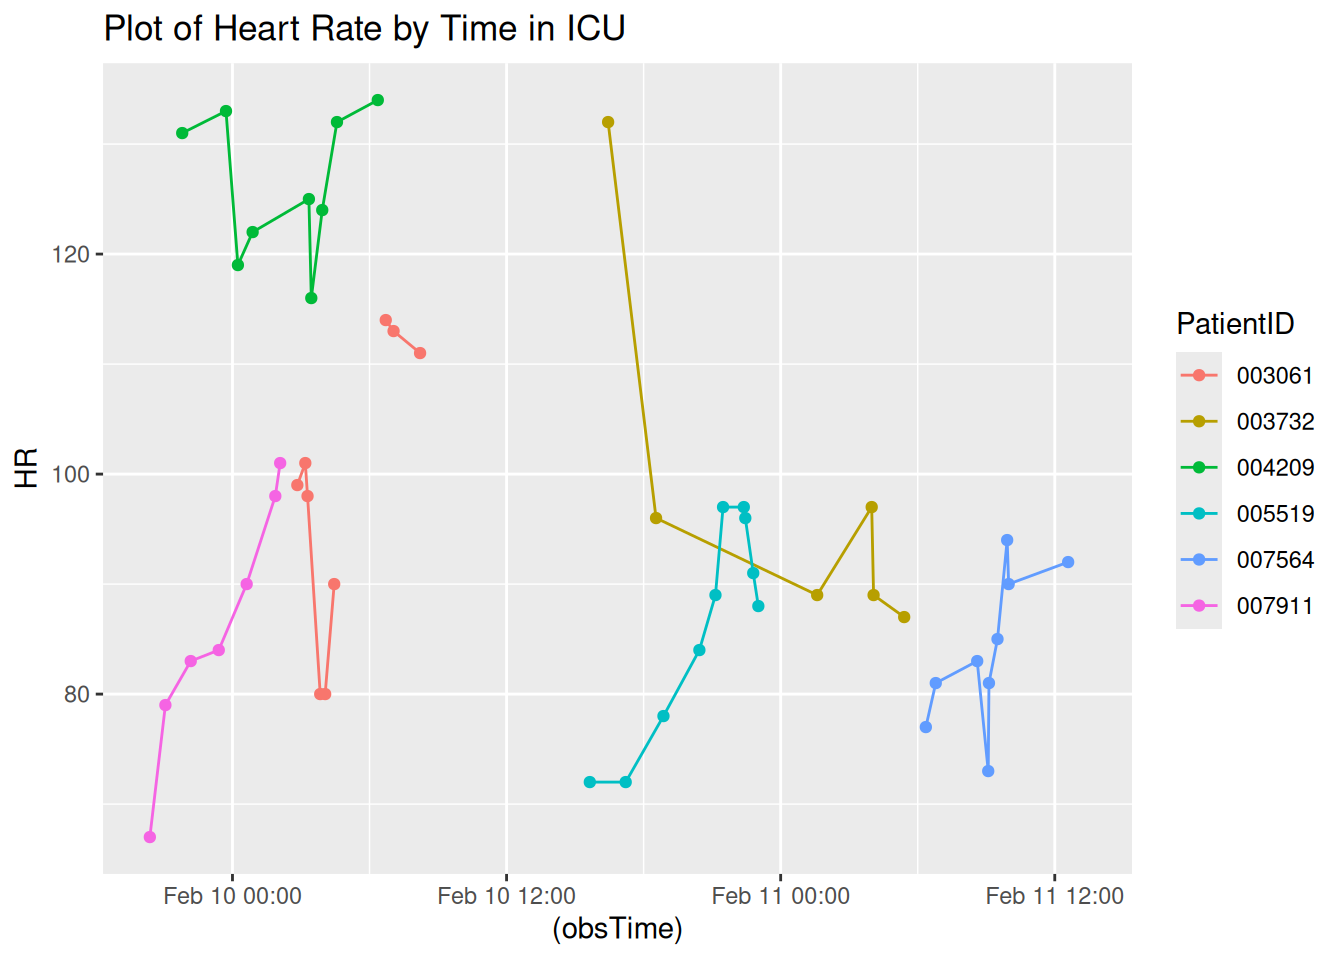 Plot of Heart Rate by Time in ICU
HR
120
100
80
Feb 10 00:00
Feb 10 12:00
Feb 11 00:00
Feb 11 12:00
(obsTime)
PatientID
003061
003732
004209
005519
007564
007911